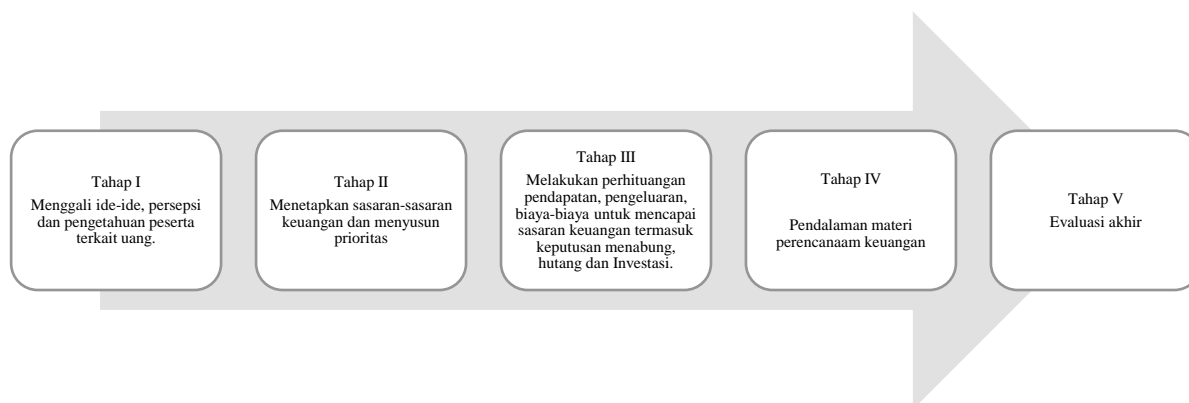 Tahap I
Menggali ide-ide, persepsi
dan pengetahuan peserta
terkait uang.
Tahap II
Menetapkan sasaran-sasaran
keuangan dan menyusun
prioritas
Tahap III
Melakukan perhituangan
pendapatan, pengeluaran,
biaya-biaya untuk mencapai
sasaran keuangan termasuk
keputusan menabung,
hutang dan Investasi.
Tahap IV
Pendalaman materi
perencanaam keuangan
Tahap V
Evaluasi akhir